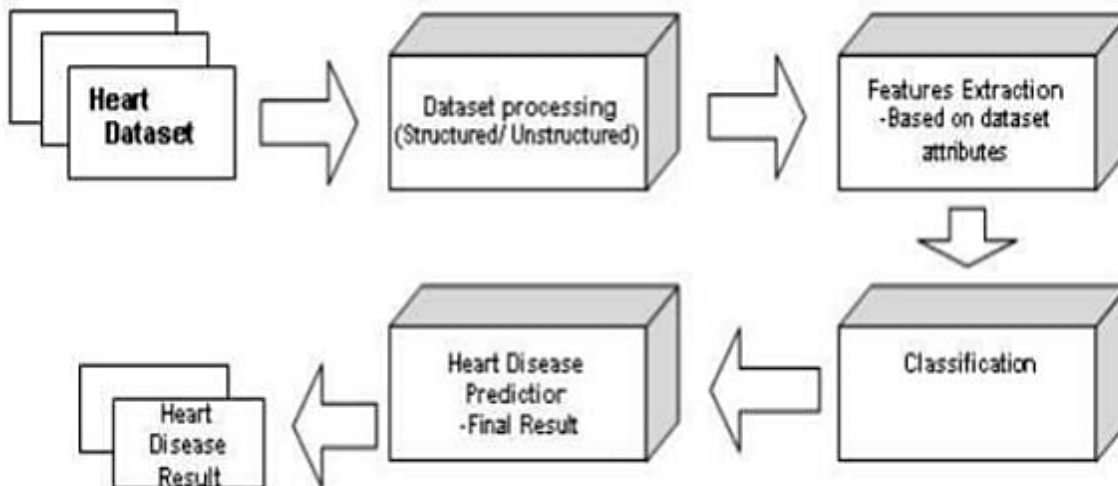 Heart
Dataset
Dataset processing
(Structured/ Unstructured)
Features Extraction
-Based on dataset
attributes
Classification
Heart Disease
Prediction
-Final Result
Heart
Disease
Result